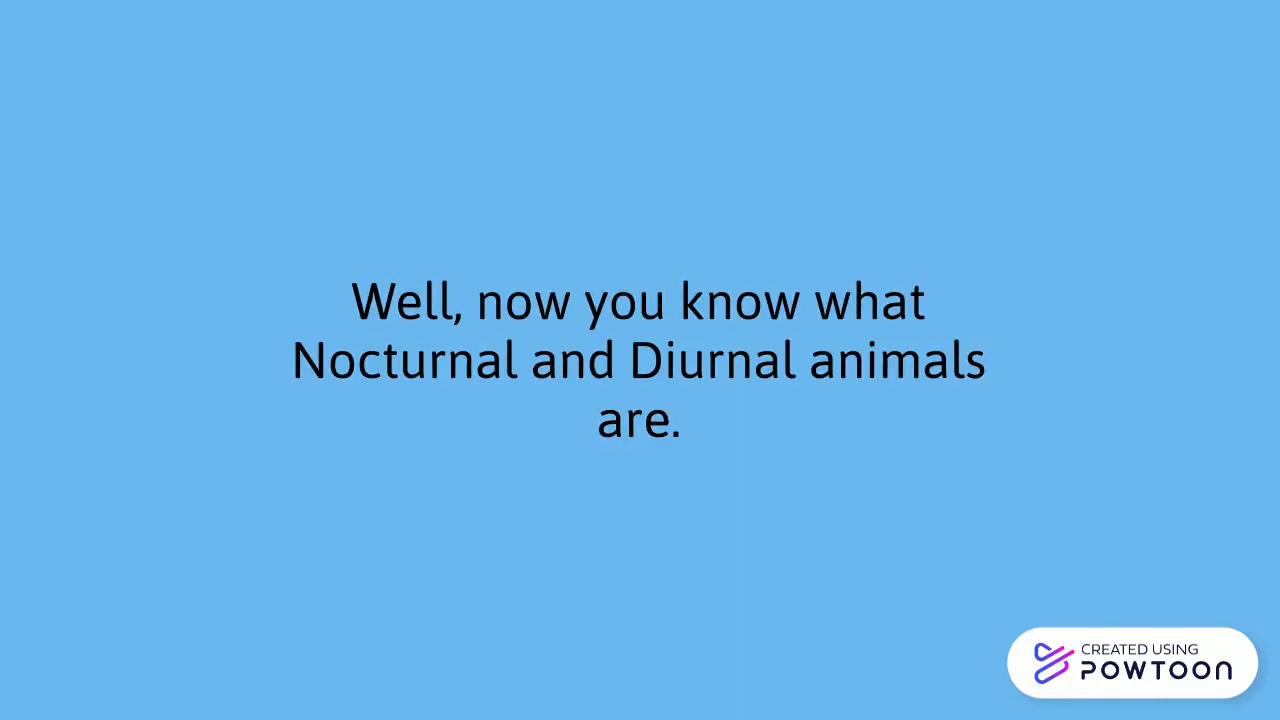 Well, now you know what
Nocturnal and Diurnal animals
are.
CREATED USING
POWTOON